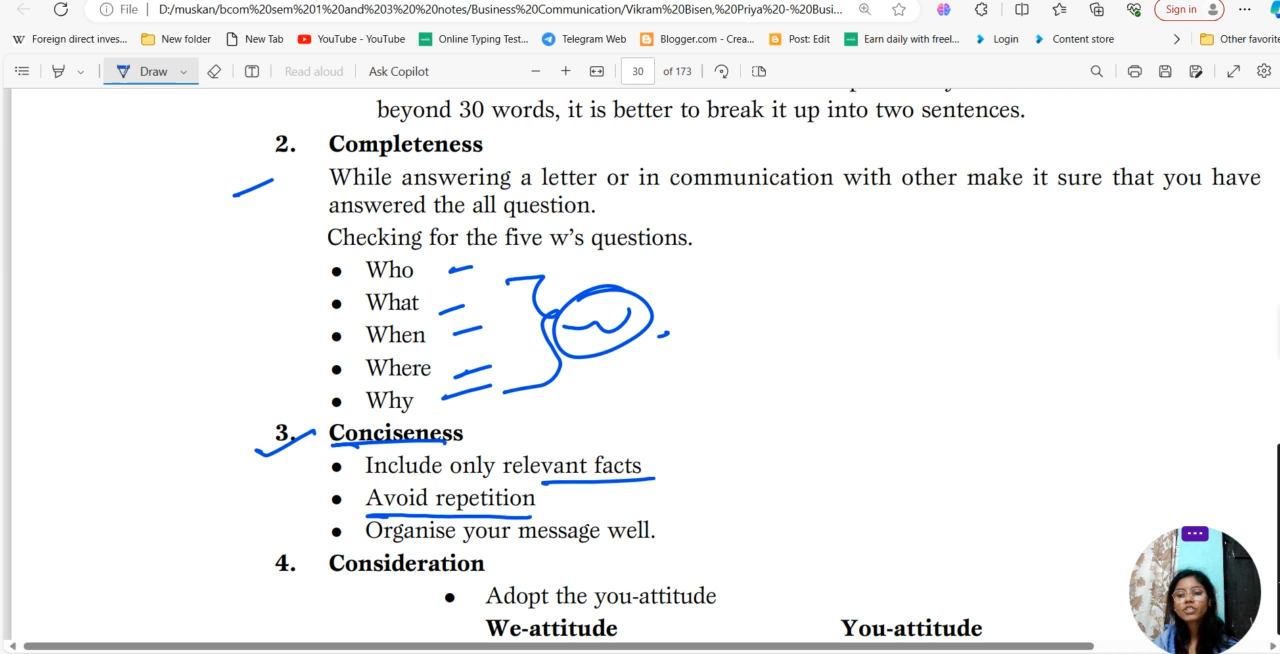 File D:/muskan/bcom%20sem%201%20and%203%20%20notes/Business%20Communication/Vikram%20Bisen,%20Priya%20-%20Busi... Sign in
Foreign direct inves... New folder New Tab YouTube - YouTube Online Typing Test... Telegram Web Blogger.com - Crea... Post: Edit Earn daily with freel... Login Content store Other favorite
Draw Read aloud Ask Copilot 30 of 173
beyond 30 words, it is better to break it up into two sentences.
2. Completeness
While answering a letter or in communication with other make it sure that you have
answered the all question.
Checking for the five w's questions.
• Who
• What
• When
• Where
• Why
3. Conciseness
• Include only relevant facts
• Avoid repetition
• Organise your message well.
4. Consideration
• Adopt the you-attitude
We-attitude You-attitude